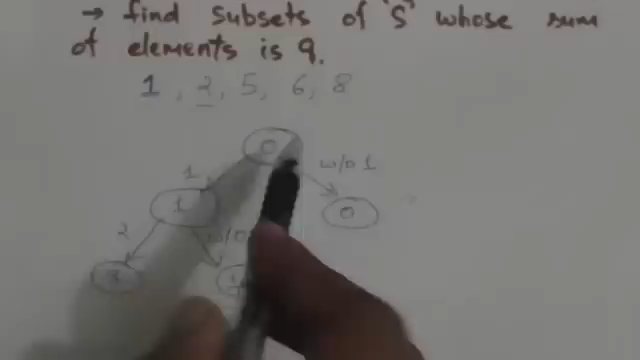 → find subsets of 'S' whose sum
of elements is 9.
1 , 2 , 5 , 6 , 8
0
1 w/o 1
1 0
2